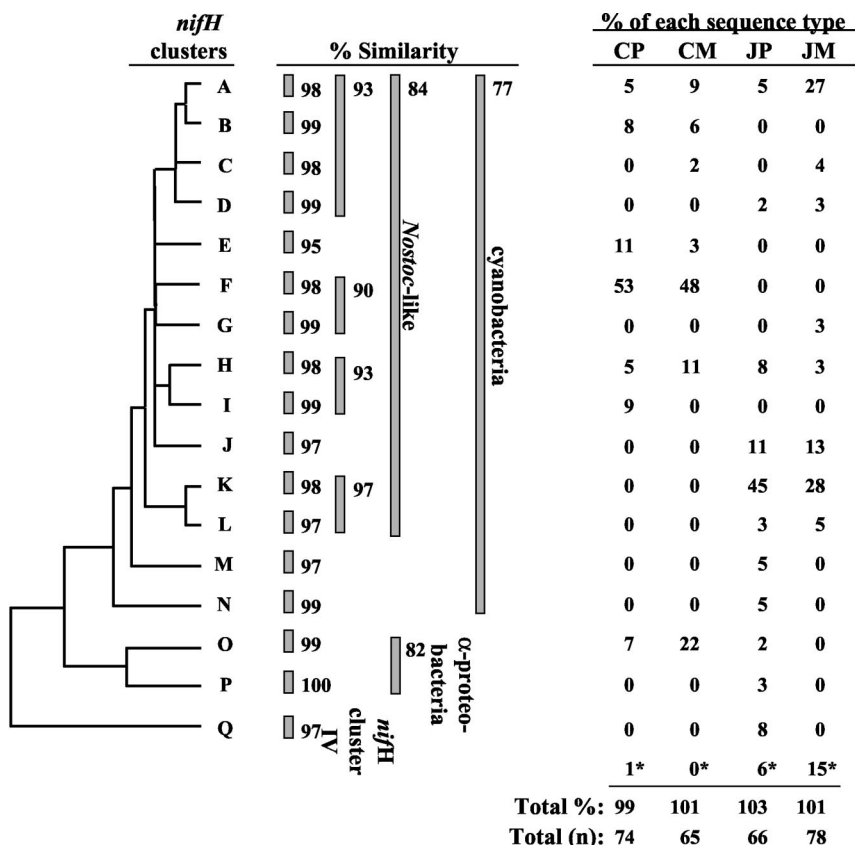 nifH
clusters % Similarity % of each sequence type
CP CM JP JM
A 98 93 84 77 5 9 5 27
B 99 8 6 0 0
C 98 0 2 0 4
D 99 0 0 2 3
E 95 11 3 0 0
F 98 90 53 48 0 0
G 99 0 0 0 3
H 98 93 5 11 8 3
I 99 9 0 0 0
J 97 0 0 11 13
K 98 97 0 0 45 28
L 97 0 0 3 5
M 97 0 0 5 0
N 99 0 0 5 0
O 99 82 7 22 2 0
P 100 0 0 3 0
Q 97 0 0 8 0
1* 0* 6* 15*
Total %: 99 101 103 101
Total (n): 74 65 66 78
Nostoc-like
cyanobacteria
α-proteo-
bacteria
nifH
cluster
IV